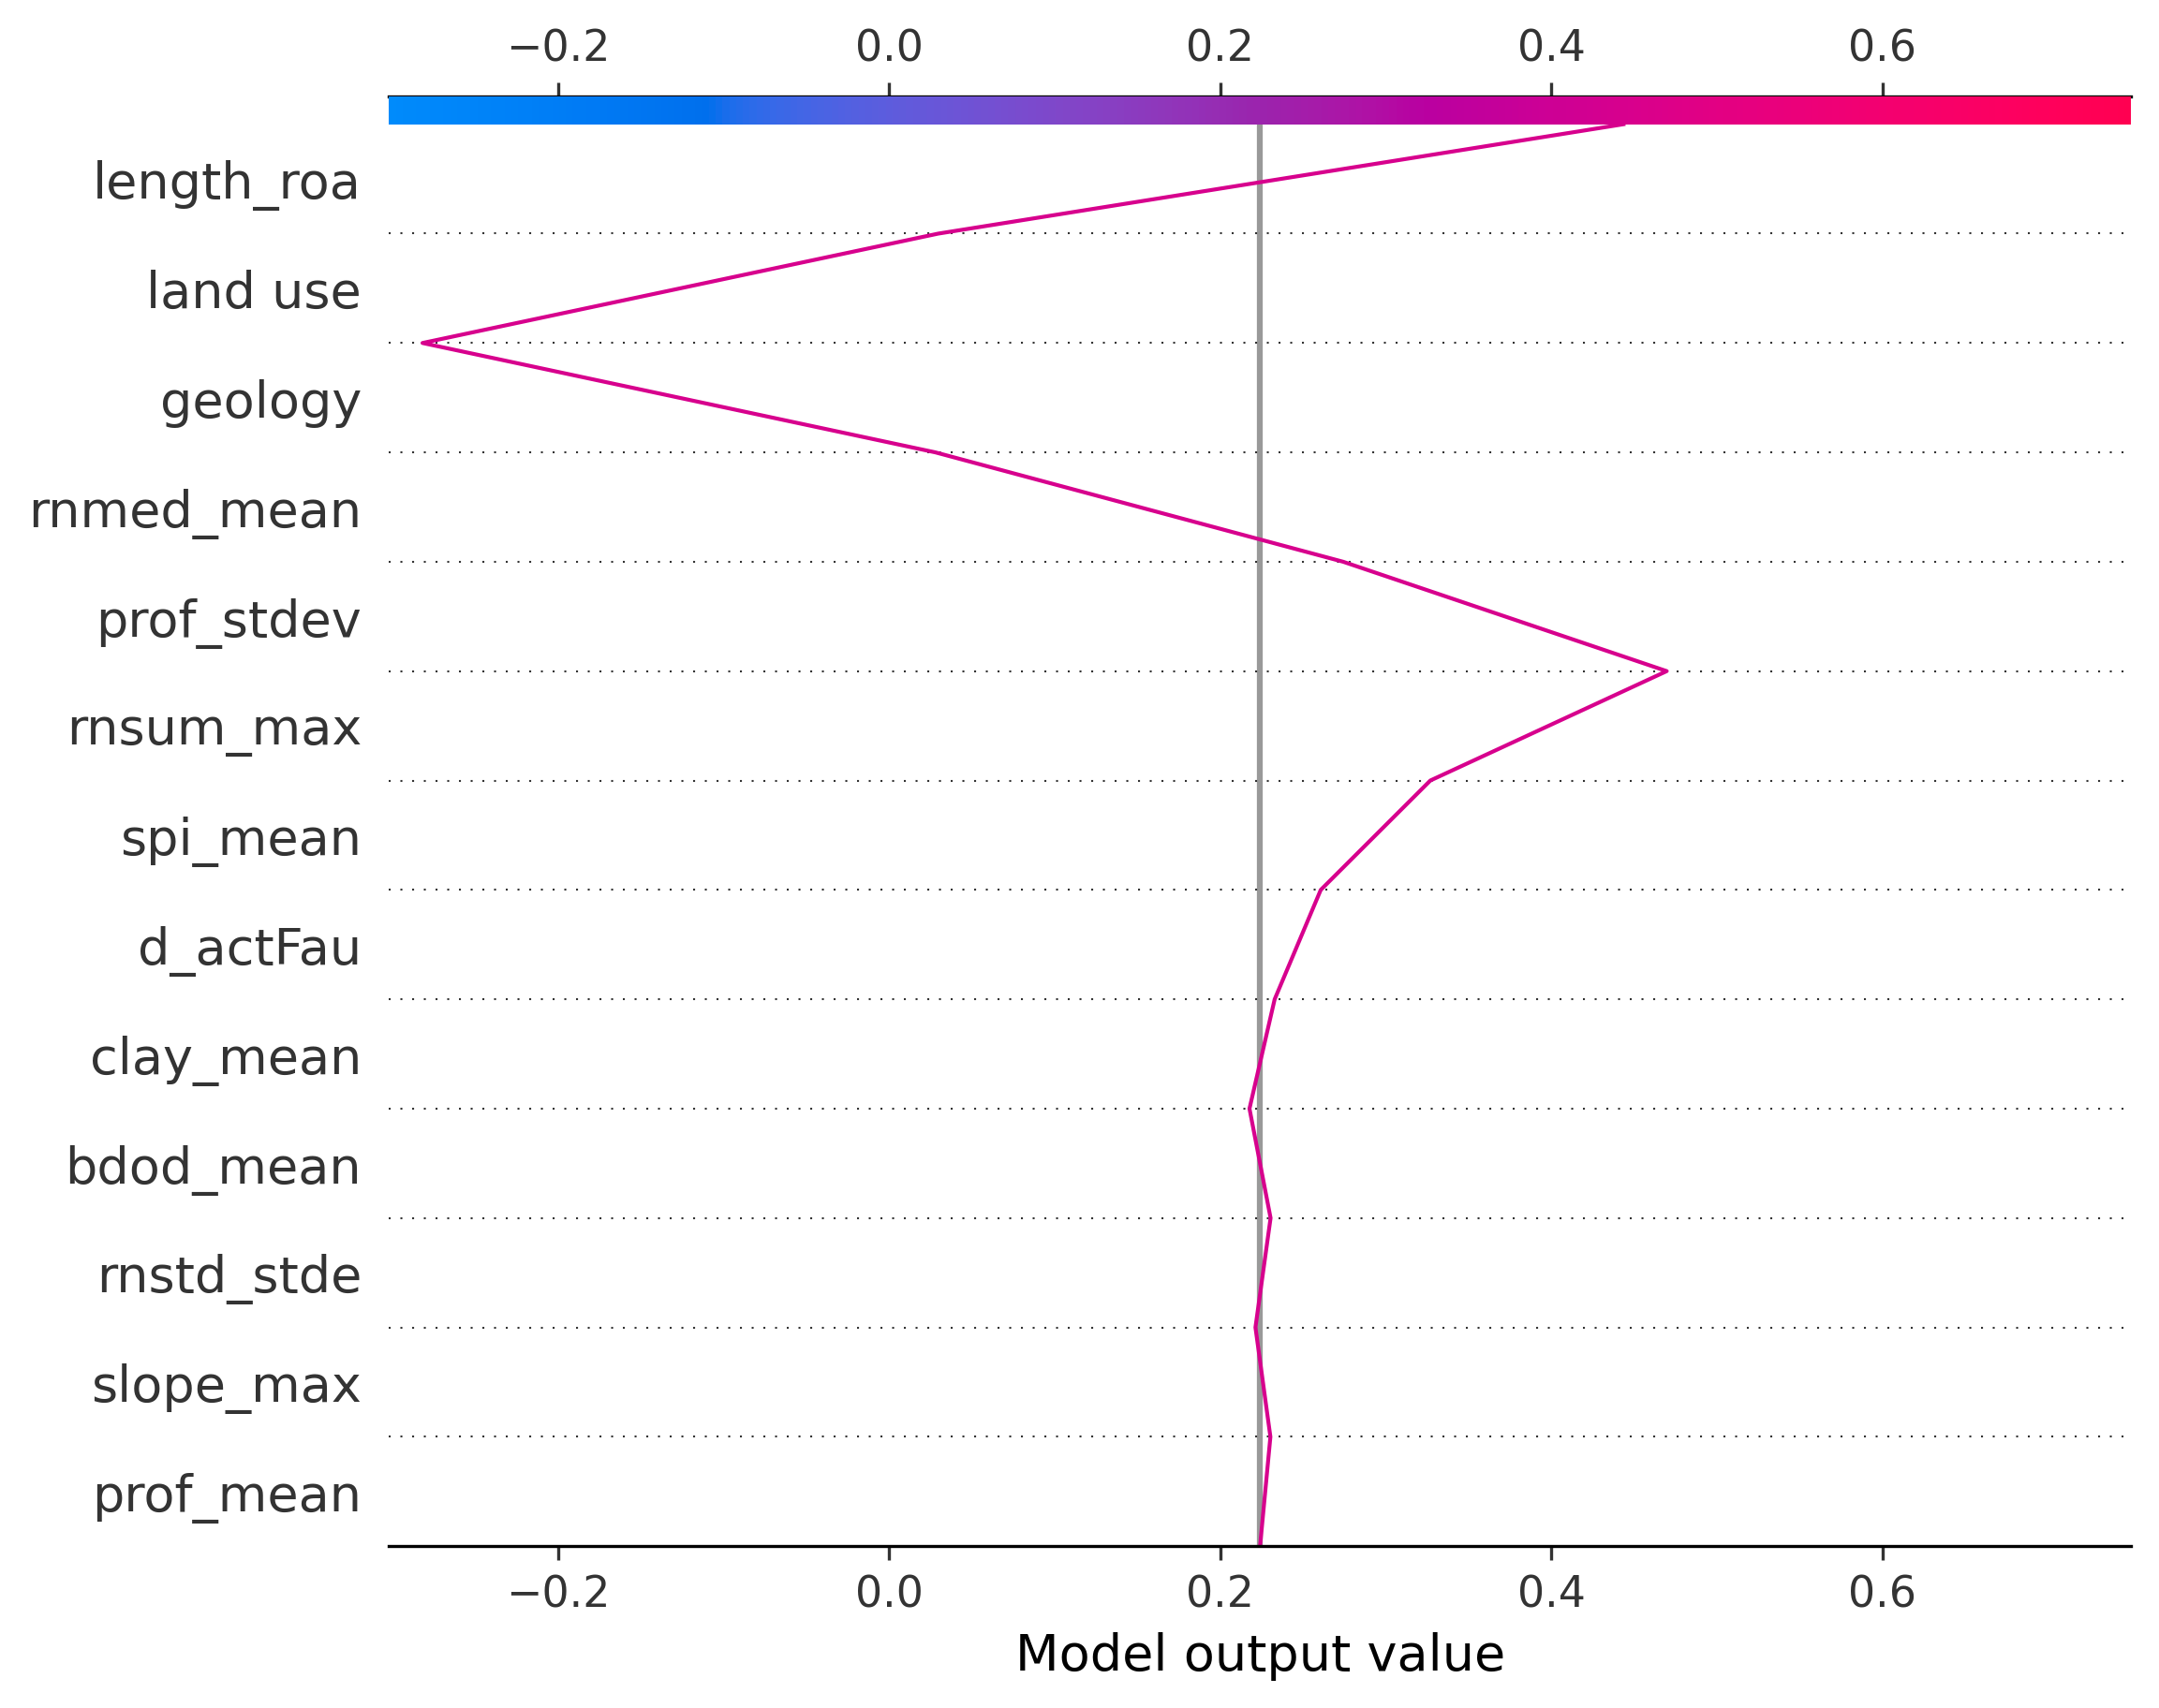 −0.2 0.0 0.2 0.4 0.6
length_roa
land use
geology
rnmed_mean
prof_stdev
rnsum_max
spi_mean
d_actFau
clay_mean
bdod_mean
rnstd_stde
slope_max
prof_mean
−0.2 0.0 0.2 0.4 0.6
Model output value